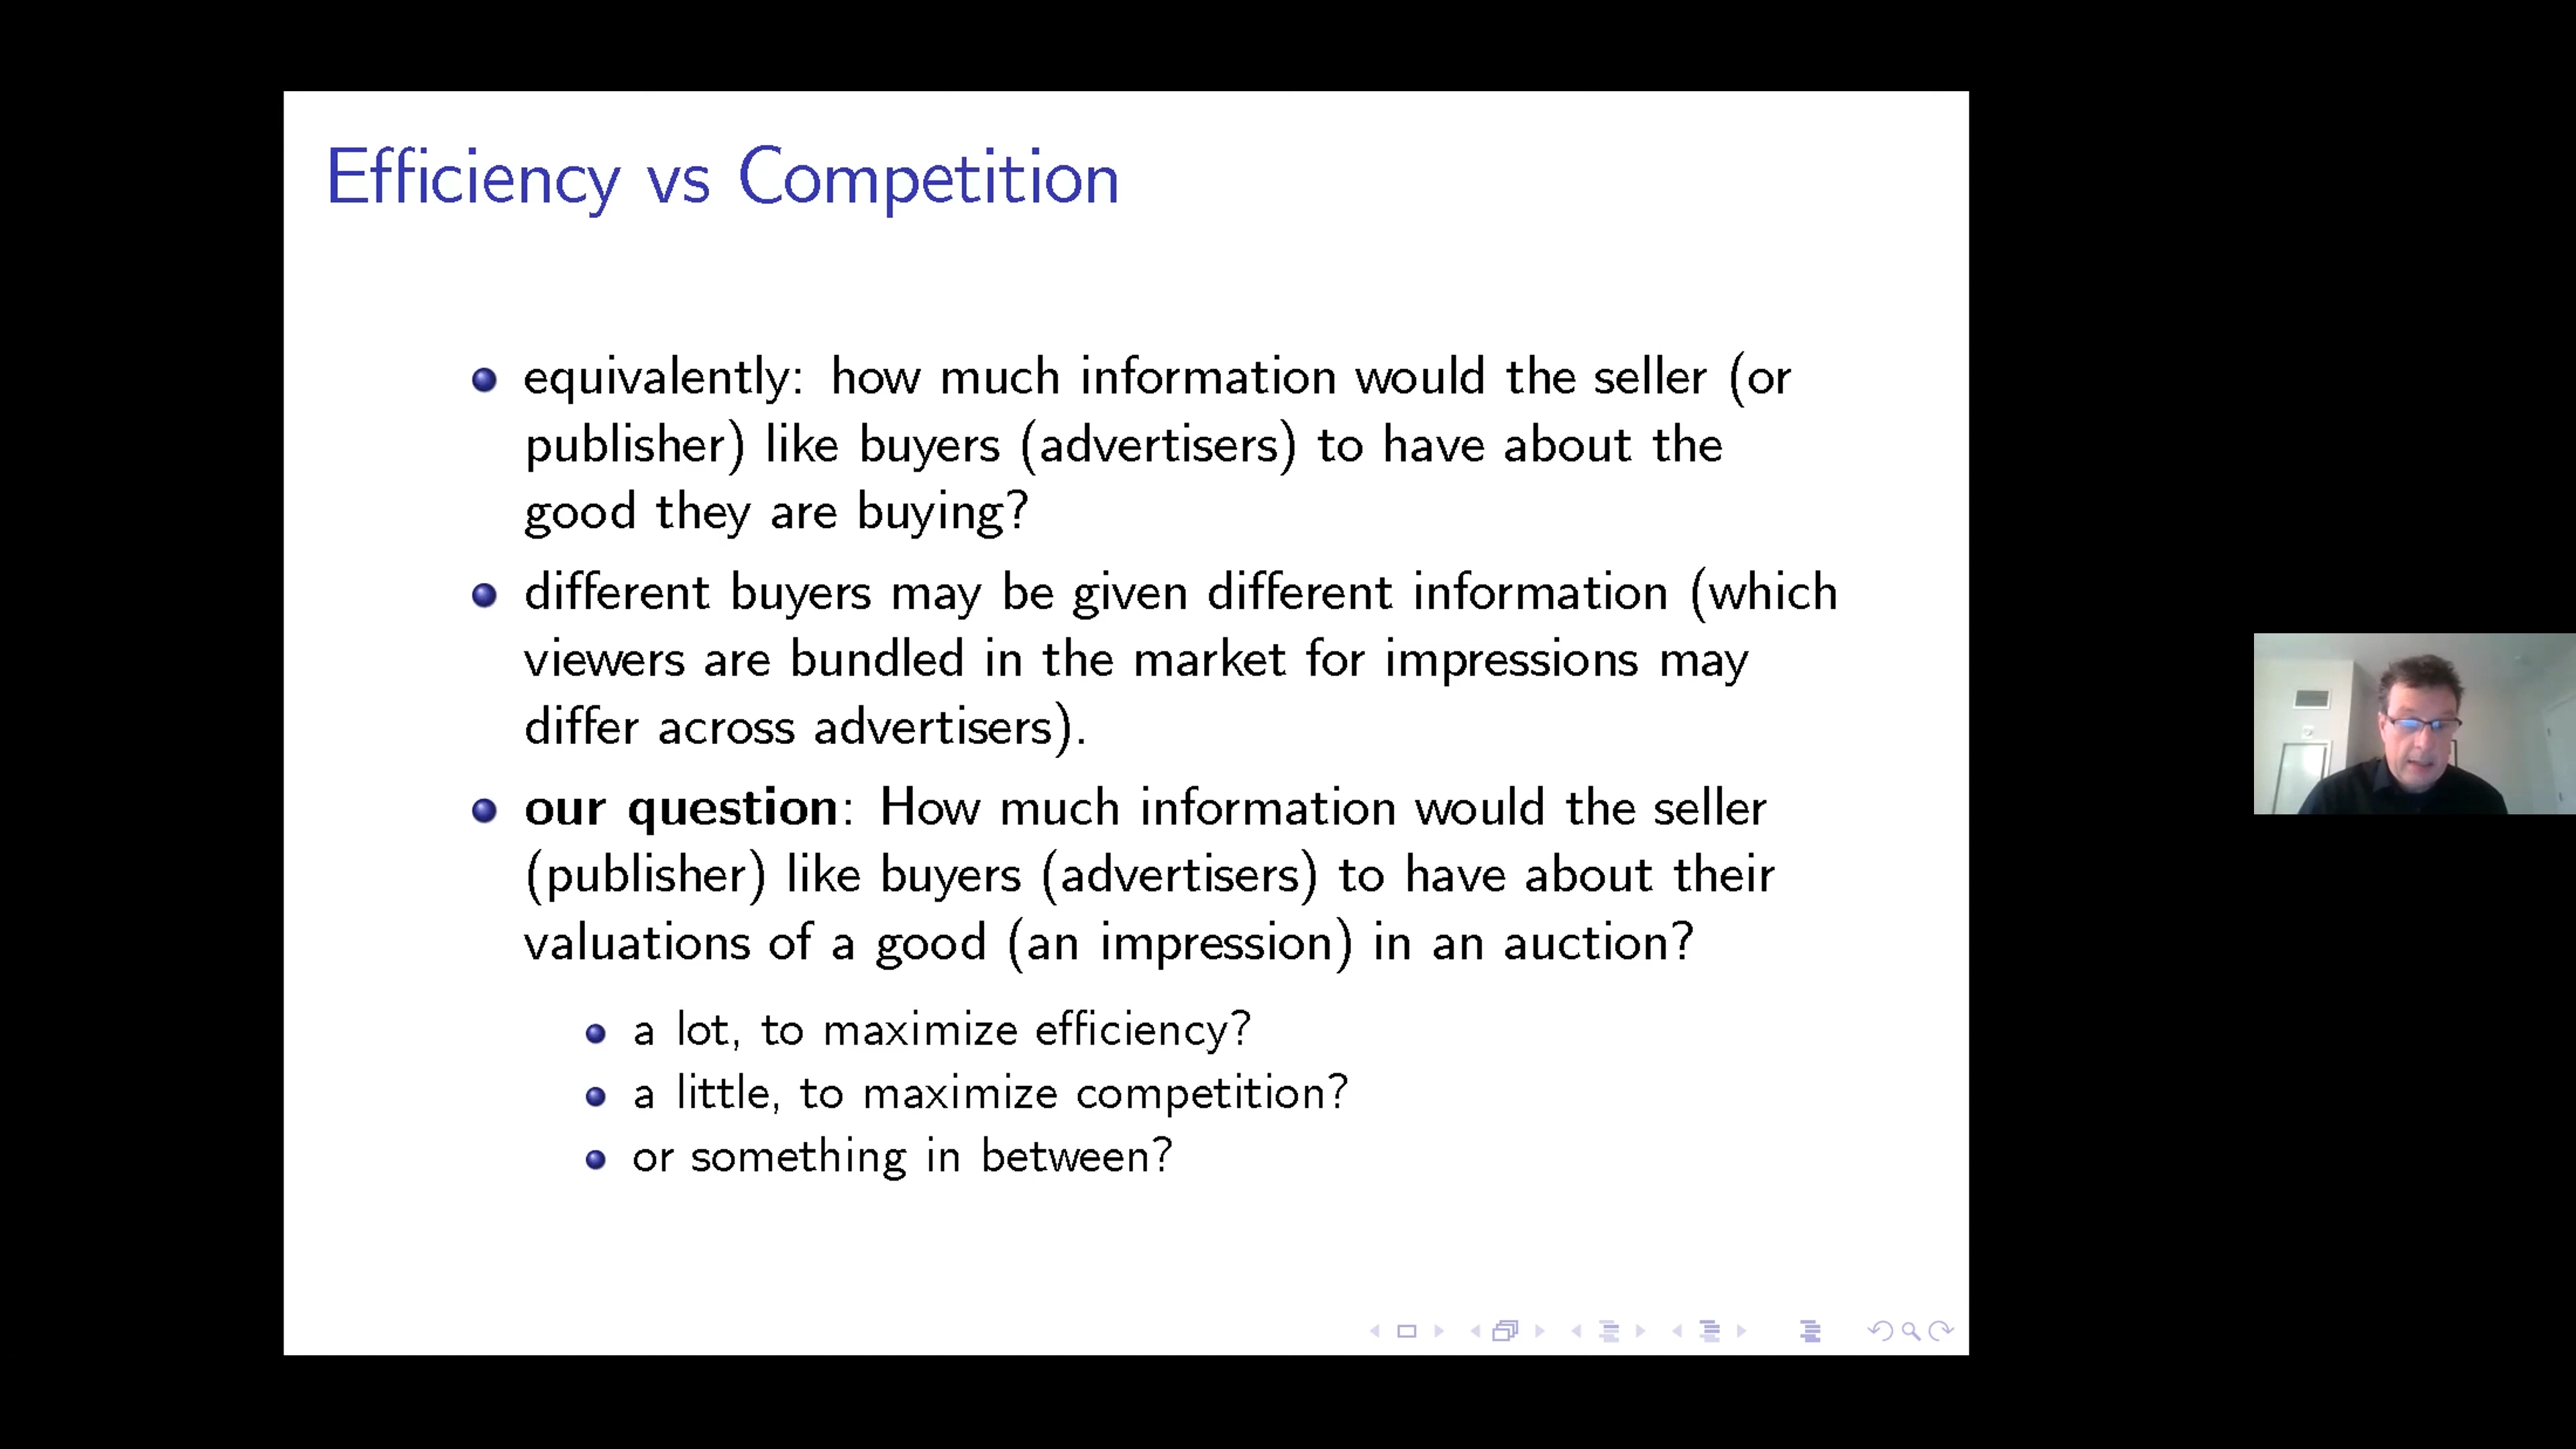 Efficiency vs Competition
equivalently: how much information would the seller (or
publisher) like buyers (advertisers) to have about the
good they are buying?
different buyers may be given different information (which
viewers are bundled in the market for impressions may
differ across advertisers).
our question: How much information would the seller
(publisher) like buyers (advertisers) to have about their
valuations of a good (an impression) in an auction?
a lot, to maximize efficiency?
a little, to maximize competition?
or something in between?